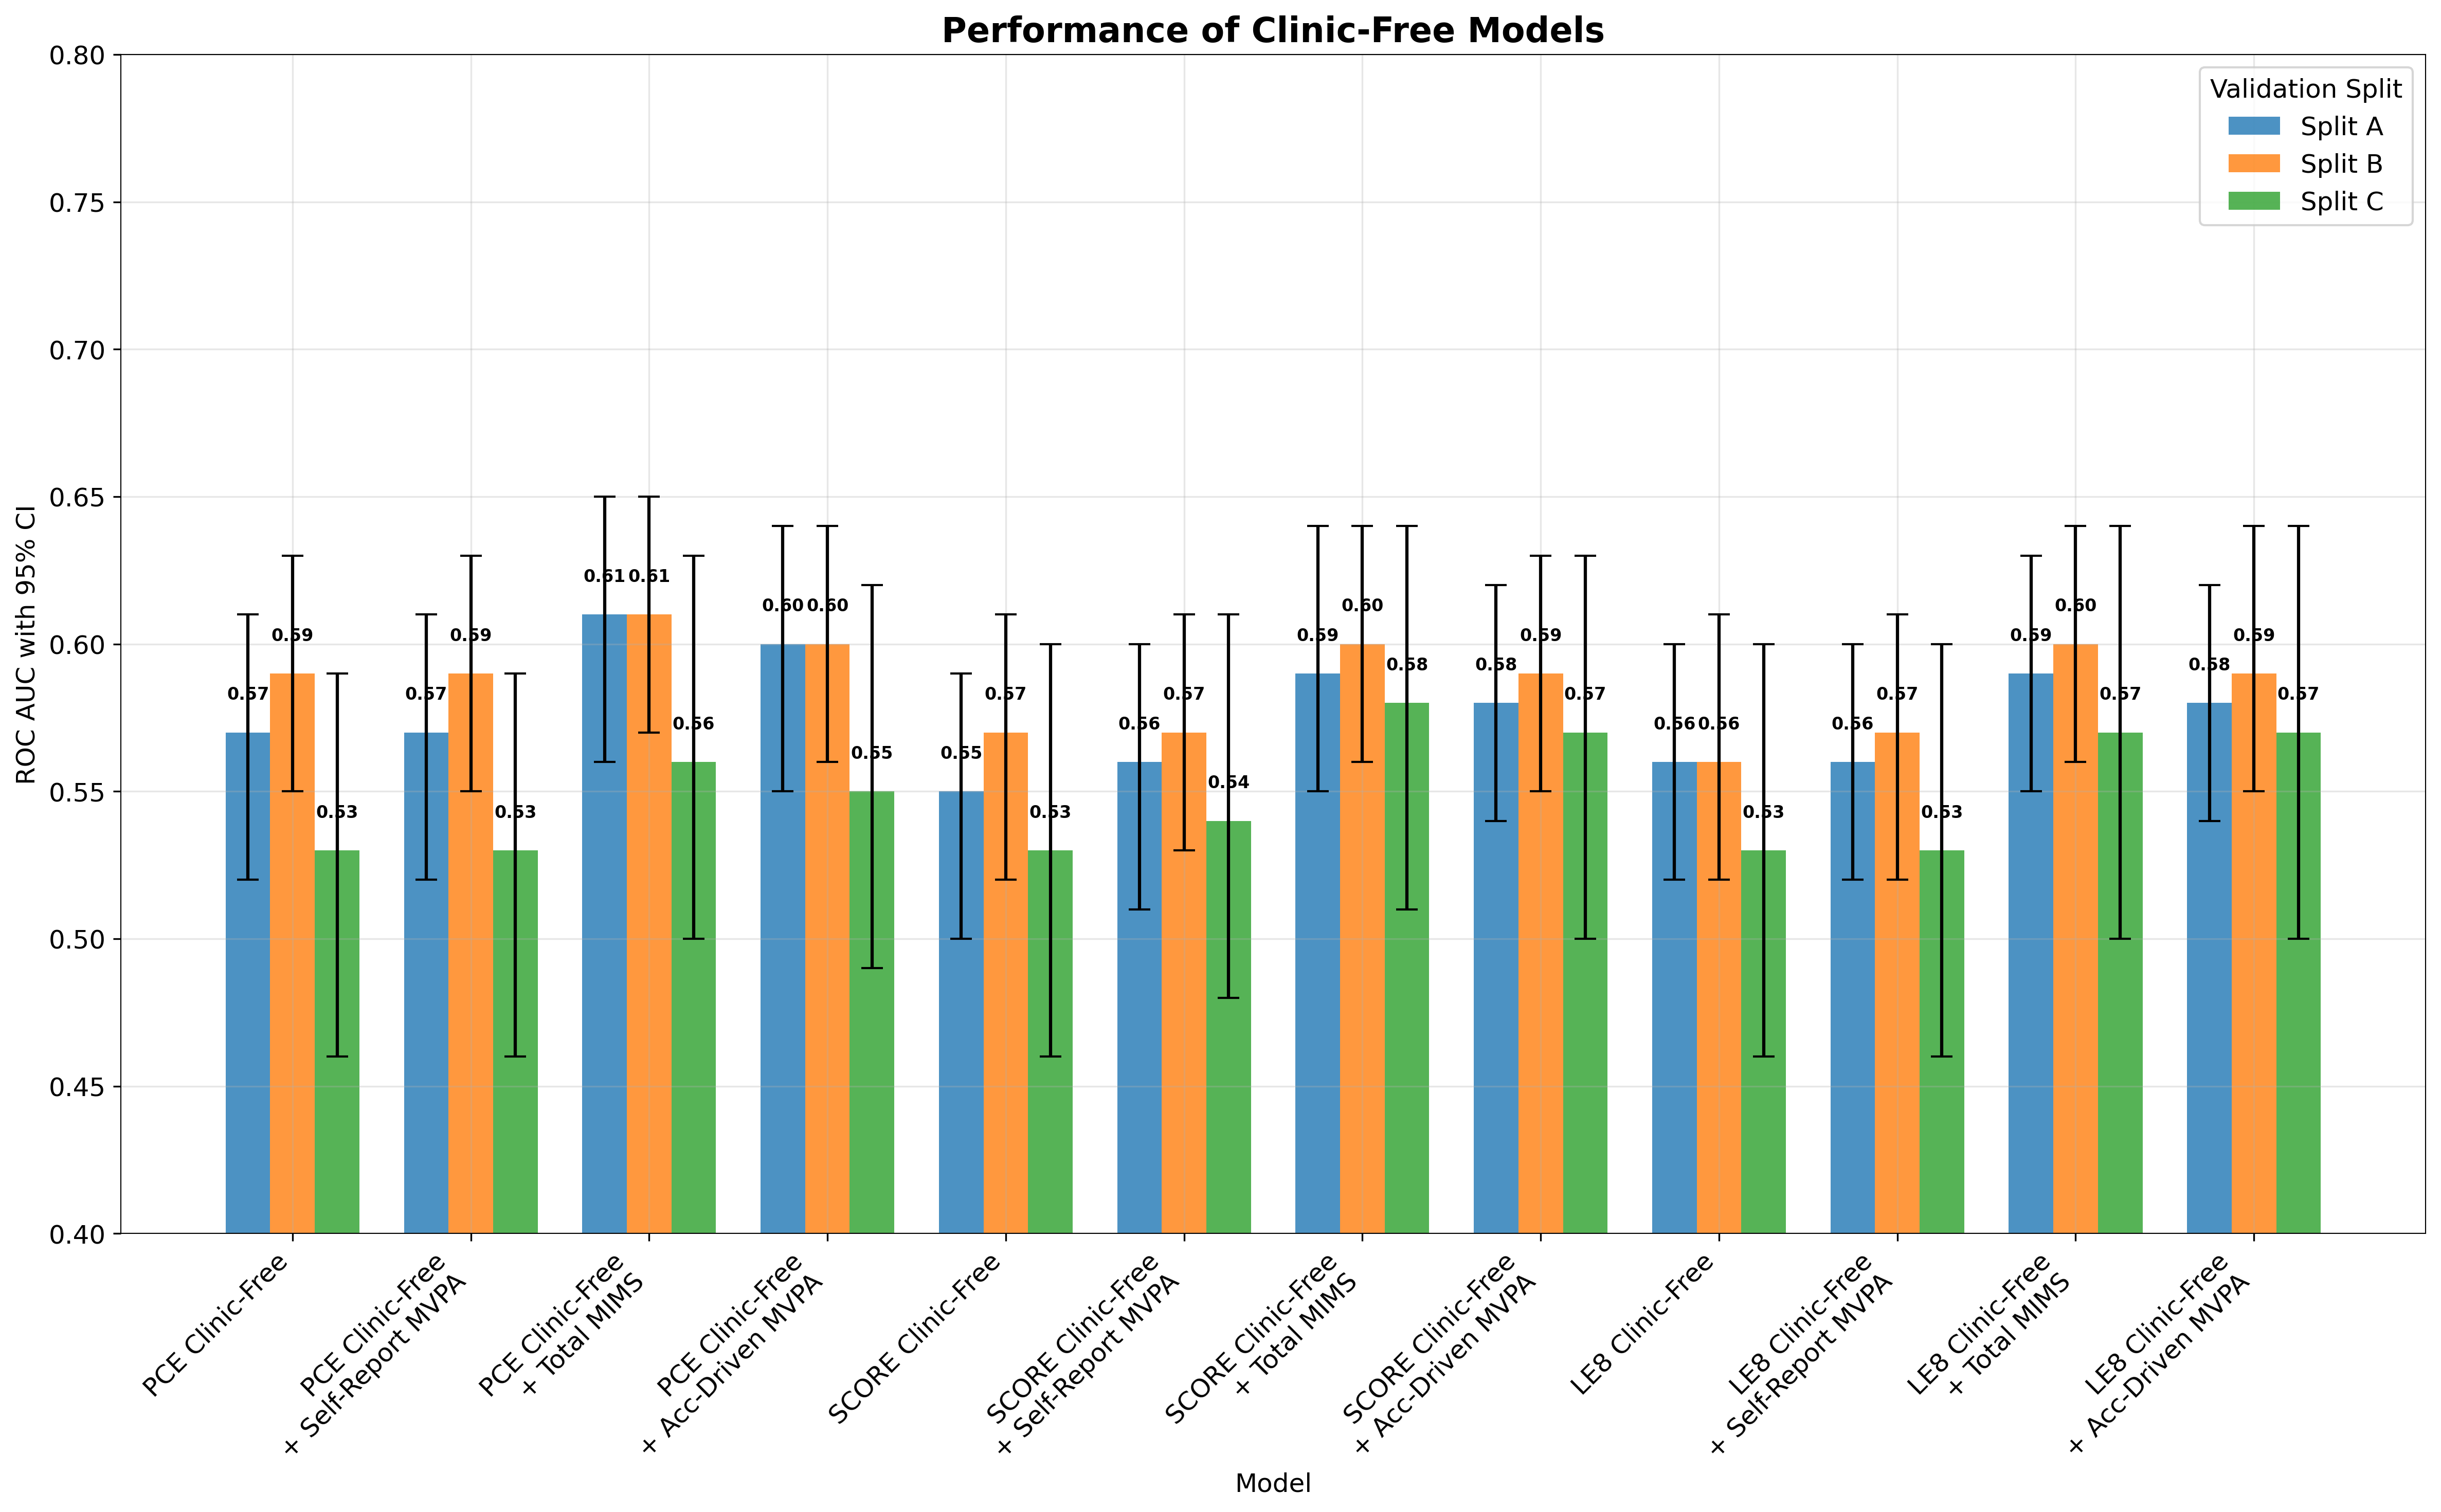 Performance of Clinic-Free Models
Validation Split
Split A
Split B
Split C
ROC AUC with 95% CI
0.80
0.75
0.70
0.65
0.60
0.55
0.50
0.45
0.40
0.57
0.59
0.53
0.57
0.59
0.53
0.61
0.61
0.56
0.60
0.60
0.55
0.55
0.57
0.53
0.56
0.57
0.54
0.59
0.60
0.58
0.58
0.59
0.57
0.56
0.56
0.53
0.56
0.57
0.53
0.59
0.60
0.57
0.58
0.59
0.57
PCE Clinic-Free
PCE Clinic-Free
+ Self-Report MVPA
PCE Clinic-Free
+ Total MIMS
PCE Clinic-Free
+ Acc-Driven MVPA
SCORE Clinic-Free
SCORE Clinic-Free
+ Self-Report MVPA
SCORE Clinic-Free
+ Total MIMS
SCORE Clinic-Free
+ Acc-Driven MVPA
LE8 Clinic-Free
LE8 Clinic-Free
+ Self-Report MVPA
LE8 Clinic-Free
+ Total MIMS
LE8 Clinic-Free
+ Acc-Driven MVPA
Model